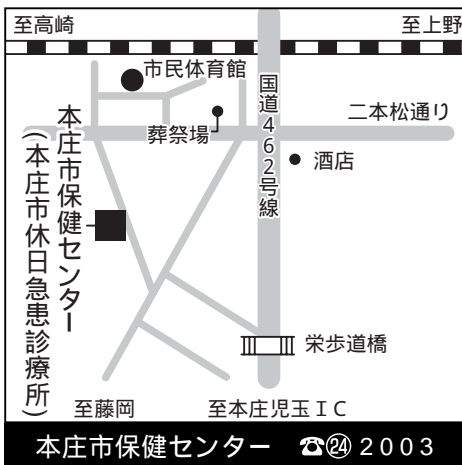 至高崎
至上野
市民体育館
国道462号線
二本松通り
葬祭場
酒店
本庄市保健センター
(本庄市休日急患診療所)
栄歩道橋
至藤岡
至本庄児玉IC
本庄市保健センター ☎㉔2003